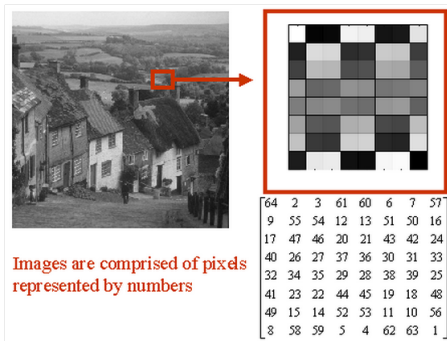 64 2 3 61 60 6 7 57
9 55 54 12 13 51 50 16
17 47 46 20 21 43 42 24
40 26 27 37 36 30 31 33
32 34 35 29 28 38 39 25
41 23 22 44 45 19 18 48
49 15 14 52 53 11 10 56
8 58 59 5 4 62 63 1
Images are comprised of pixels
represented by numbers